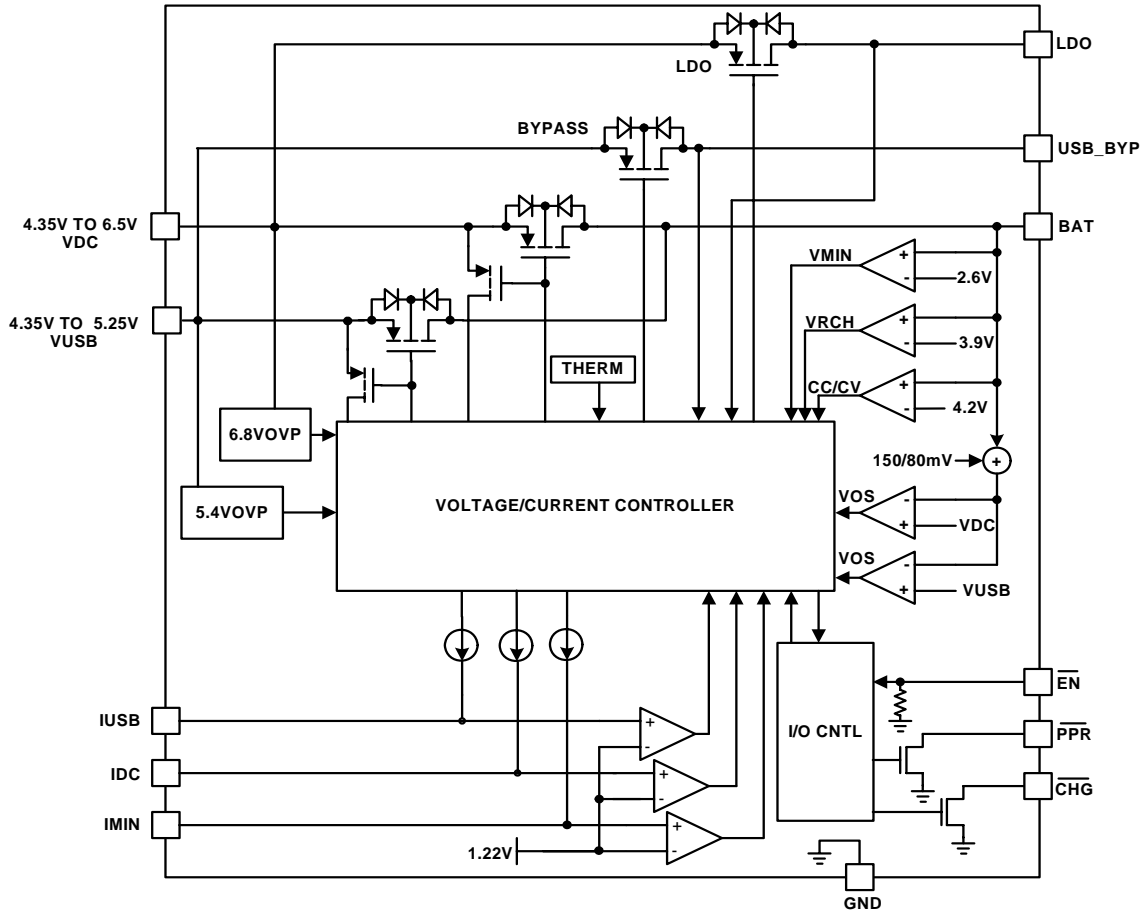 LDO
LDO
BYPASS
USB_BYP
4.35V TO 6.5V
VDC
BAT
VMIN
+
-
2.6V
4.35V TO 5.25V
VUSB
VRCH
+
-
3.9V
THERM
CC/CV
+
-
4.2V
6.8VOVP
150/80mV
+
5.4VOVP
VOLTAGE/CURRENT CONTROLLER
VOS
-
+
VDC
VOS
-
+
VUSB
EN
IUSB
+
-
I/O CNTL
PPR
IDC
+
-
CHG
IMIN
+
-
1.22V
GND